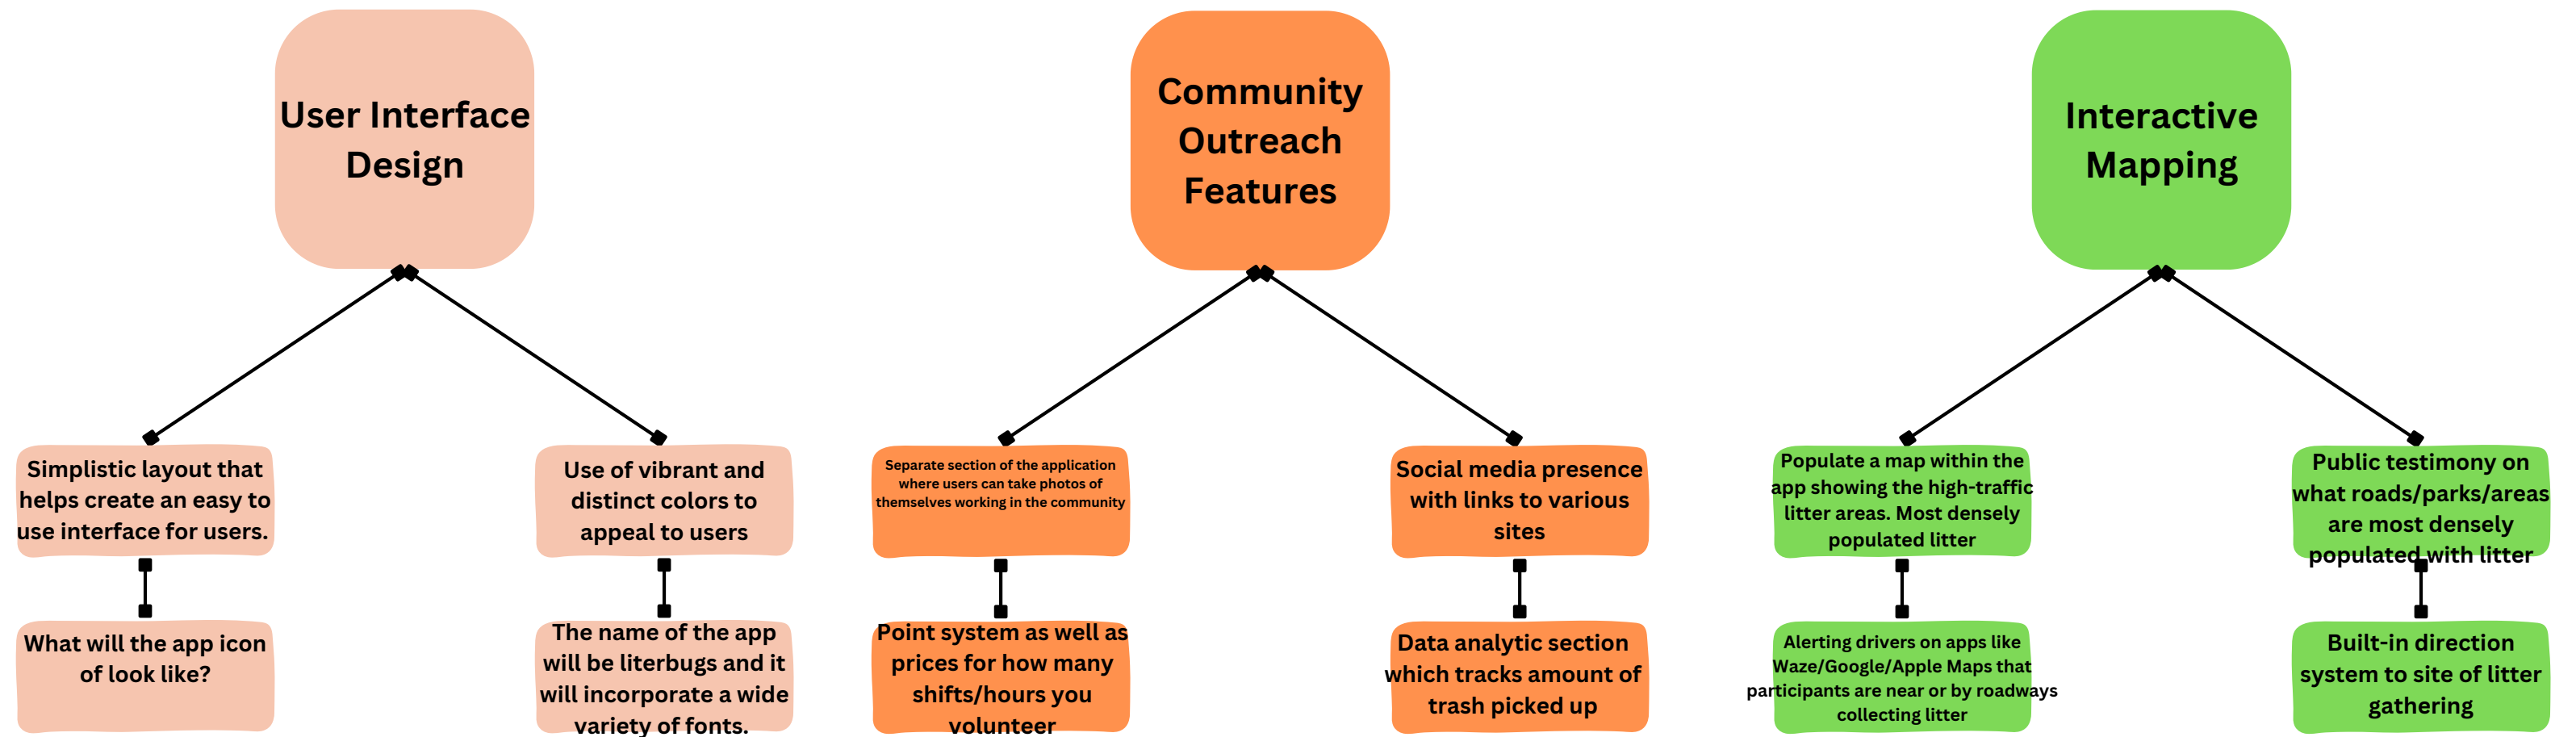 User Interface
Design
Community
Outreach
Features
Interactive
Mapping
Simplistic layout that
helps create an easy to
use interface for users.
Use of vibrant and
distinct colors to
appeal to users
Separate section of the application
where users can take photos of
themselves working in the community
Social media presence
with links to various
sites
Populate a map within the
app showing the high-traffic
litter areas. Most densely
populated litter
Public testimony on
what roads/parks/areas
are most densely
populated with litter
What will the app icon
of look like?
The name of the app
will be literbugs and it
will incorporate a wide
variety of fonts.
Point system as well as
prices for how many
shifts/hours you
volunteer
Data analytic section
which tracks amount of
trash picked up
Alerting drivers on apps like
Waze/Google/Apple Maps that
participants are near or by roadways
collecting litter
Built-in direction
system to site of litter
gathering